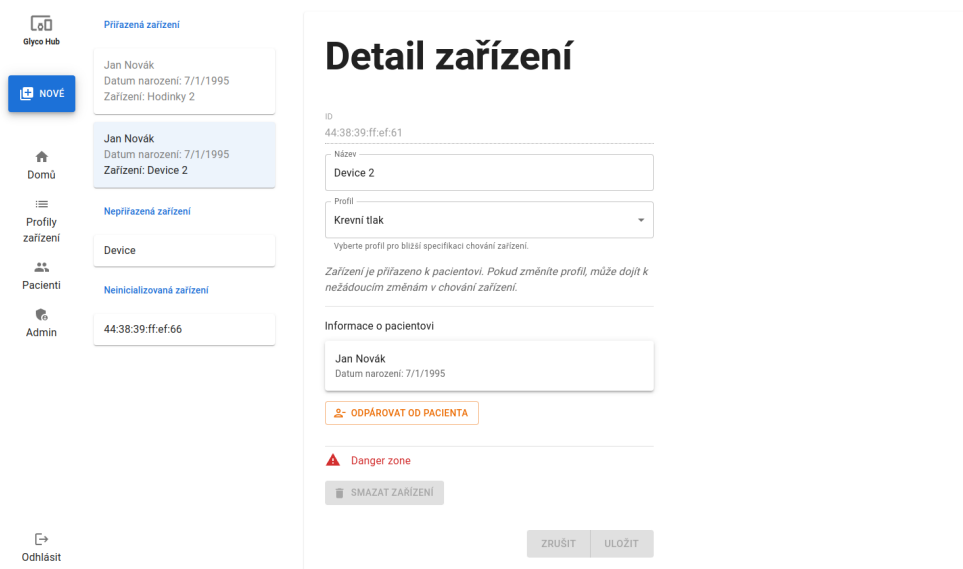 Glyco Hub
NOVÉ
Domů
Profily
zařízení
Pacienti
Admin
Odhlásit
Přiřazená zařízení
Jan Novák
Datum narození: 7/1/1995
Zařízení: Hodinky 2
Jan Novák
Datum narození: 7/1/1995
Zařízení: Device 2
Nepřiřazená zařízení
Device
Neinicializovaná zařízení
44:38:39:ff:ef:66
Detail zařízení
ID
44:38:39:ff:ef:61
Název
Device 2
Profil
Krevní tlak
Vyberte profil pro bližší specifikaci chování zařízení.
Zařízení je přiřazeno k pacientovi. Pokud změníte profil, může dojít k
nežádoucím změnám v chování zařízení.
Informace o pacientovi
Jan Novák
Datum narození: 7/1/1995
ODPÁROVAT OD PACIENTA
Danger zone
SMAZAT ZAŘÍZENÍ
ZRUŠIT
ULOŽIT